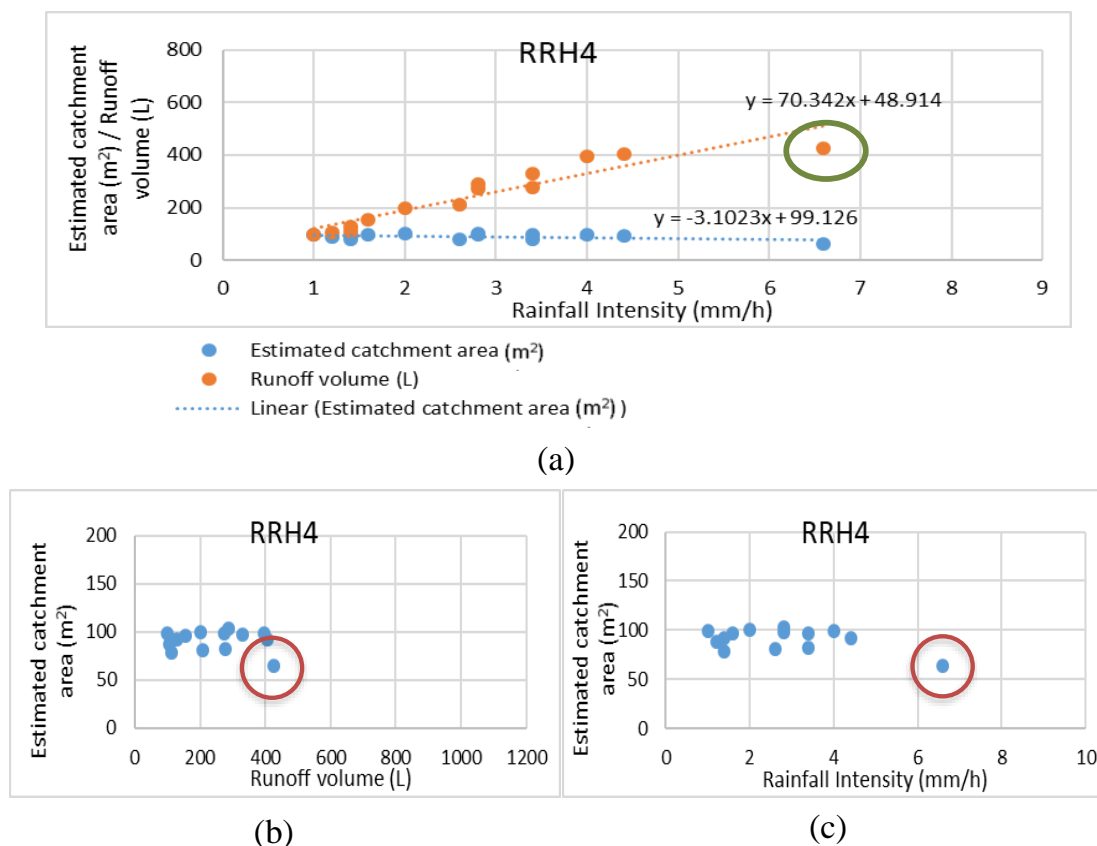 RRH4
800
600
400
200
0
y = 70.342x + 48.914
y = -3.1023x + 99.126
Estimated catchment
area (m²) / Runoff
volume (L)
0 1 2 3 4 5 6 7 8 9
Rainfall Intensity (mm/h)
Estimated catchment area (m²)
Runoff volume (L)
Linear (Estimated catchment area (m²) )
(a)
RRH4
200
150
100
50
0
Estimated catchment
area (m²)
0 200 400 600 800 1000 1200
Runoff volume (L)
(b)
RRH4
200
150
100
50
0
Estimated catchment
area (m²)
0 2 4 6 8 10
Rainfall Intensity (mm/h)
(c)